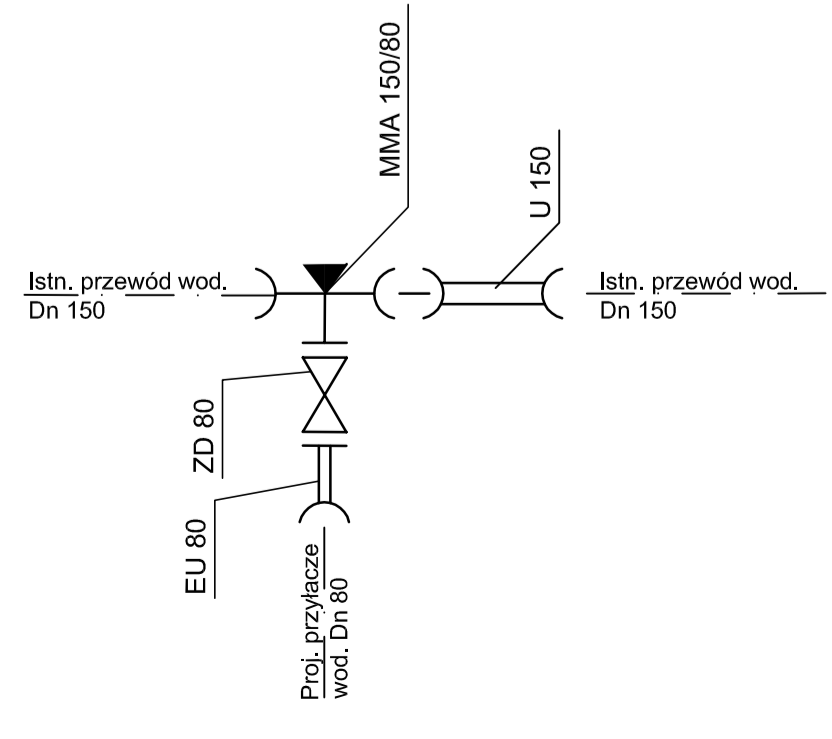 MMA 150/80
U 150
Istn. przewód wod.
Dn 150
Istn. przewód wod.
Dn 150
ZD 80
EU 80
Proj. przyłacze
wod. Dn 80